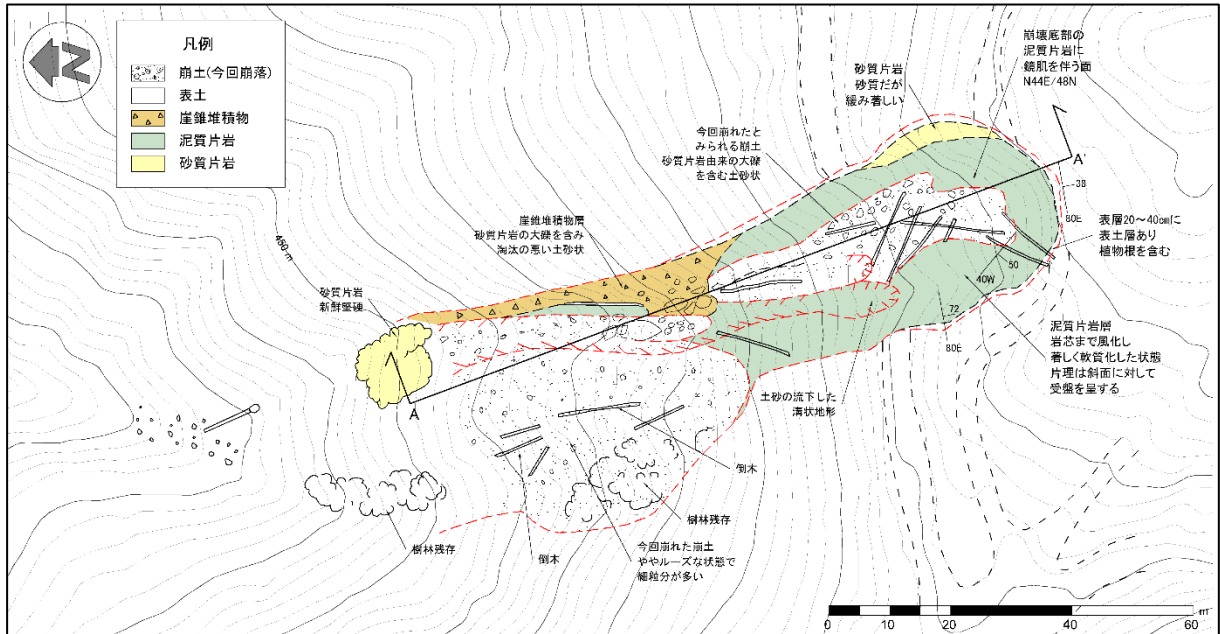 N
凡例
崩土(今回崩落)
表土
崖錐堆積物
泥質片岩
砂質片岩
崩壊底部の
泥質片岩に
鏡肌を伴う面
N44E/48N
砂質片岩
砂質だが
緩み著しい
今回崩れたと
みられる崩土
砂質片岩由来の大礫
を含む土砂状
A'
38
80E
崖錐堆積物層
砂質片岩の大礫を含み
淘汰の悪い土砂状
表層20～40㎝に
表土層あり
植物根を含む
450 m
50
40W
砂質片岩
新鮮堅硬
72
80E
泥質片岩層
岩芯まで風化し
著しく軟質化した状態
片理は斜面に対して
受盤を呈する
A
土砂の流下した
溝状地形
倒木
樹林残存
樹林残存
倒木
今回崩れた崩土
ややルーズな状態で
細粒分が多い
0 20 40 60 m